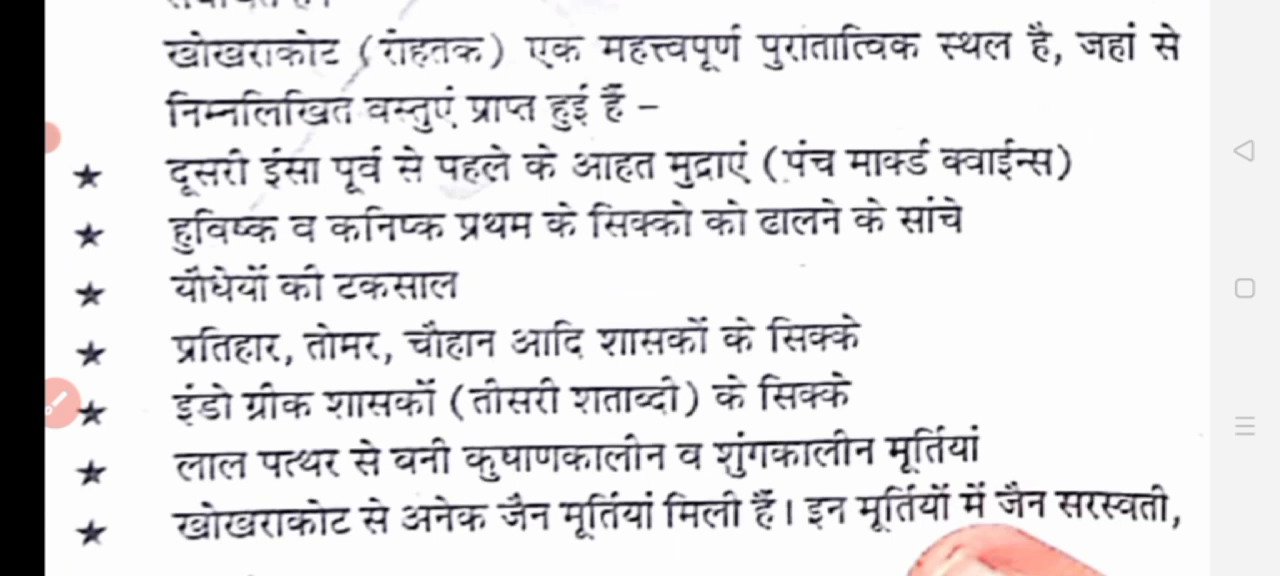 खोखराकोट (रोहतक) एक महत्त्वपूर्ण पुरातात्विक स्थल है, जहां से
निम्नलिखित वस्तुएं प्राप्त हुई हैं –
★ दूसरी ईसा पूर्व से पहले के आहत मुद्राएं (पंच मार्क्ड क्वाईन्स)
★ हुविष्क व कनिष्क प्रथम के सिक्को को ढालने के सांचे
★ यौधेयों की टकसाल
★ प्रतिहार, तोमर, चौहान आदि शासकों के सिक्के
★ इंडो ग्रीक शासकों (तीसरी शताब्दी) के सिक्के
★ लाल पत्थर से बनी कुषाणकालीन व शुंगकालीन मूर्तियां
★ खोखराकोट से अनेक जैन मूर्तियां मिली हैं। इन मूर्तियों में जैन सरस्वती,